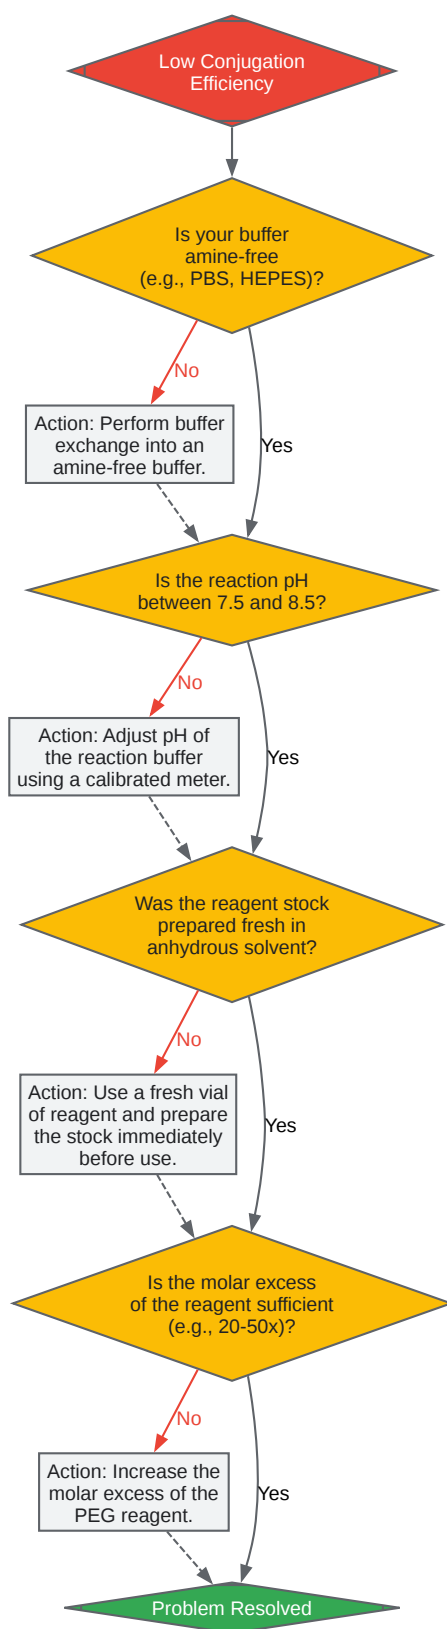 Low Conjugation
Efficiency
Is your buffer
amine-free
(e.g., PBS, HEPES)?
No
Yes
Action: Perform buffer
exchange into an
amine-free buffer.
Is the reaction pH
between 7.5 and 8.5?
No
Yes
Action: Adjust pH of
the reaction buffer
using a calibrated meter.
Was the reagent stock
prepared fresh in
anhydrous solvent?
No
Yes
Action: Use a fresh vial
of reagent and prepare
the stock immediately
before use.
Is the molar excess
of the reagent sufficient
(e.g., 20-50x)?
No
Yes
Action: Increase the
molar excess of the
PEG reagent.
Problem Resolved